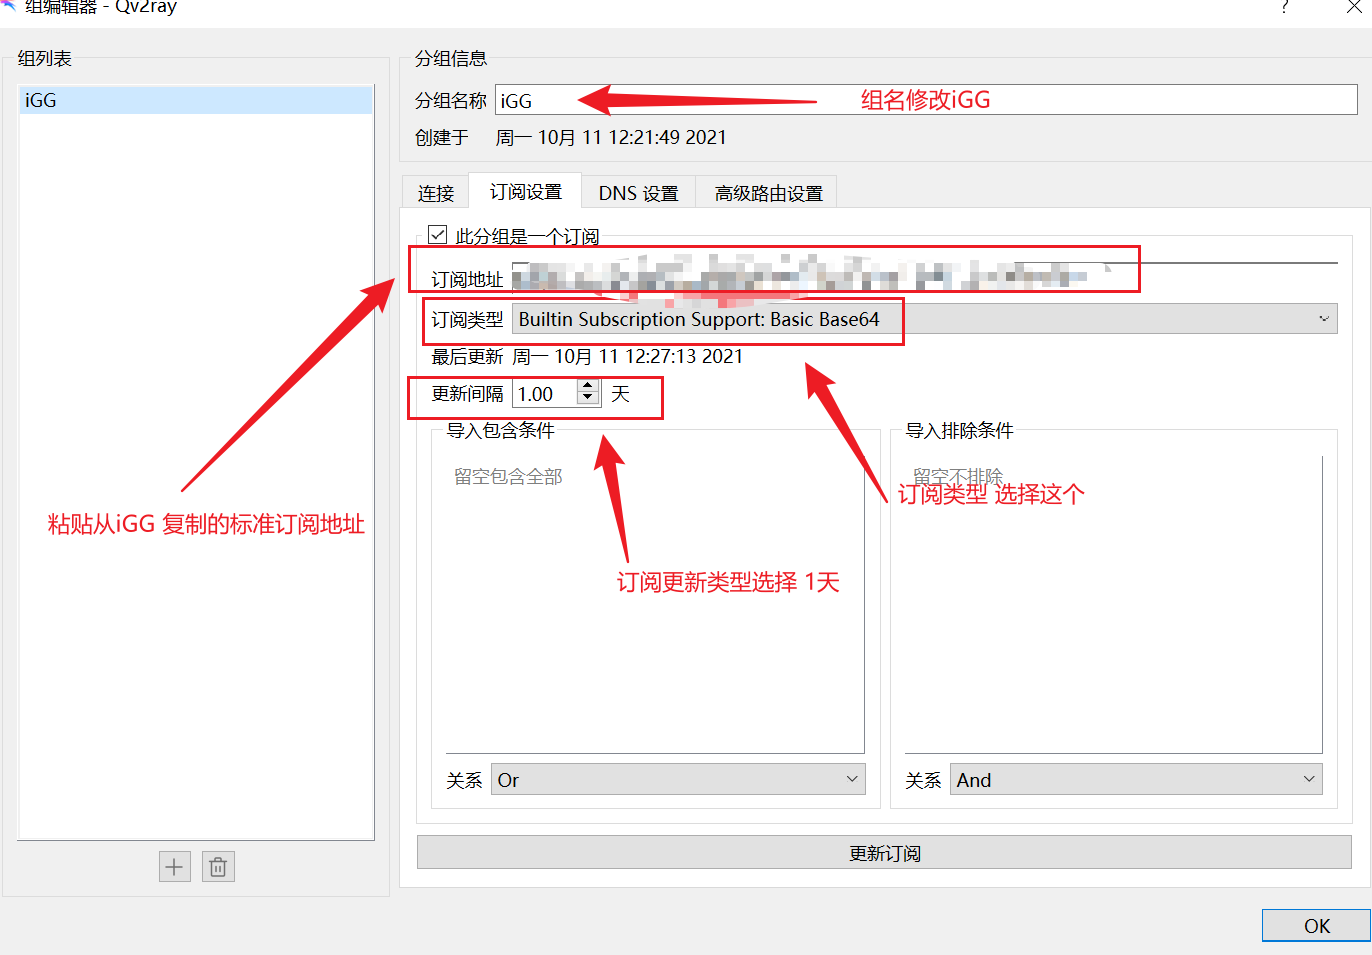 组编辑器 - Qv2ray
组列表
iGG
分组信息
分组名称 iGG
组名修改iGG
创建于 周一 10月 11 12:21:49 2021
连接 订阅设置 DNS 设置 高级路由设置
此分组是一个订阅
订阅地址
订阅类型 Builtin Subscription Support: Basic Base64
最后更新 周一 10月 11 12:27:13 2021
更新间隔 1.00 天
导入包含条件
留空包含全部
导入排除条件
留空不排除
订阅类型 选择这个
粘贴从iGG 复制的标准订阅地址
订阅更新类型选择 1天
关系 Or
关系 And
更新订阅
OK